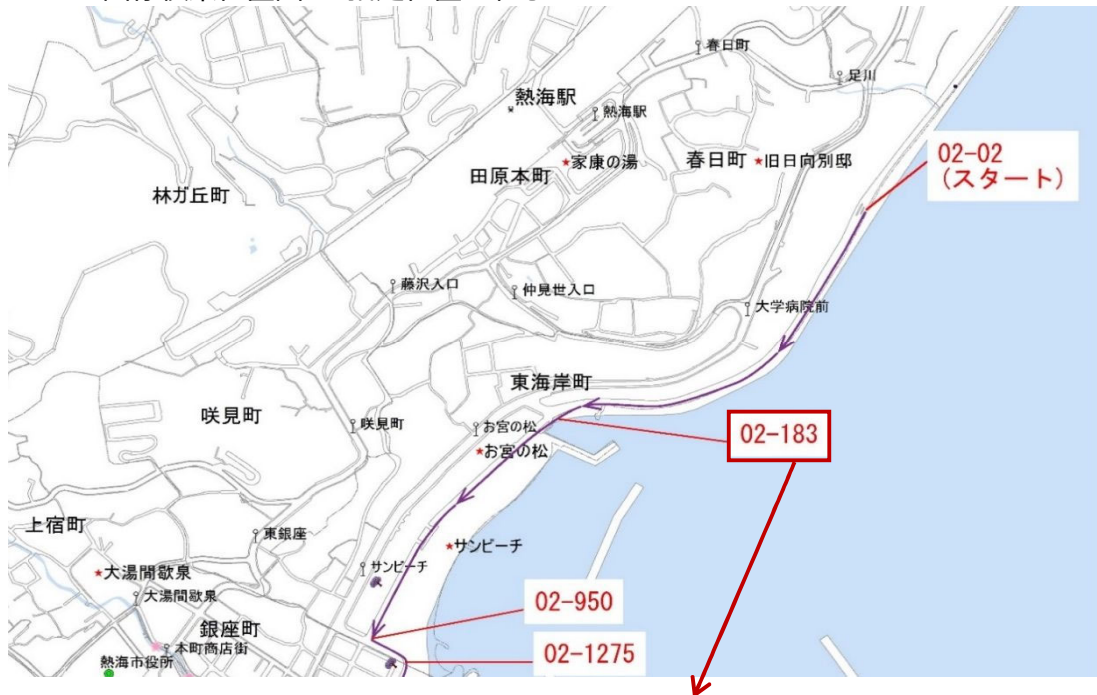 春日町
足川
熱海駅
熱海駅
02-02
(スタート)
★家康の湯
春日町
★旧日向別邸
田原本町
林ガ丘町
藤沢入口
仲見世入口
大学病院前
東海岸町
咲見町
咲見町
お宮の松
★お宮の松
02-183
上宿町
東銀座
★サンビーチ
★大湯間歇泉
サンビーチ
大湯間歇泉
02-950
銀座町
本町商店街
02-1275
熱海市役所